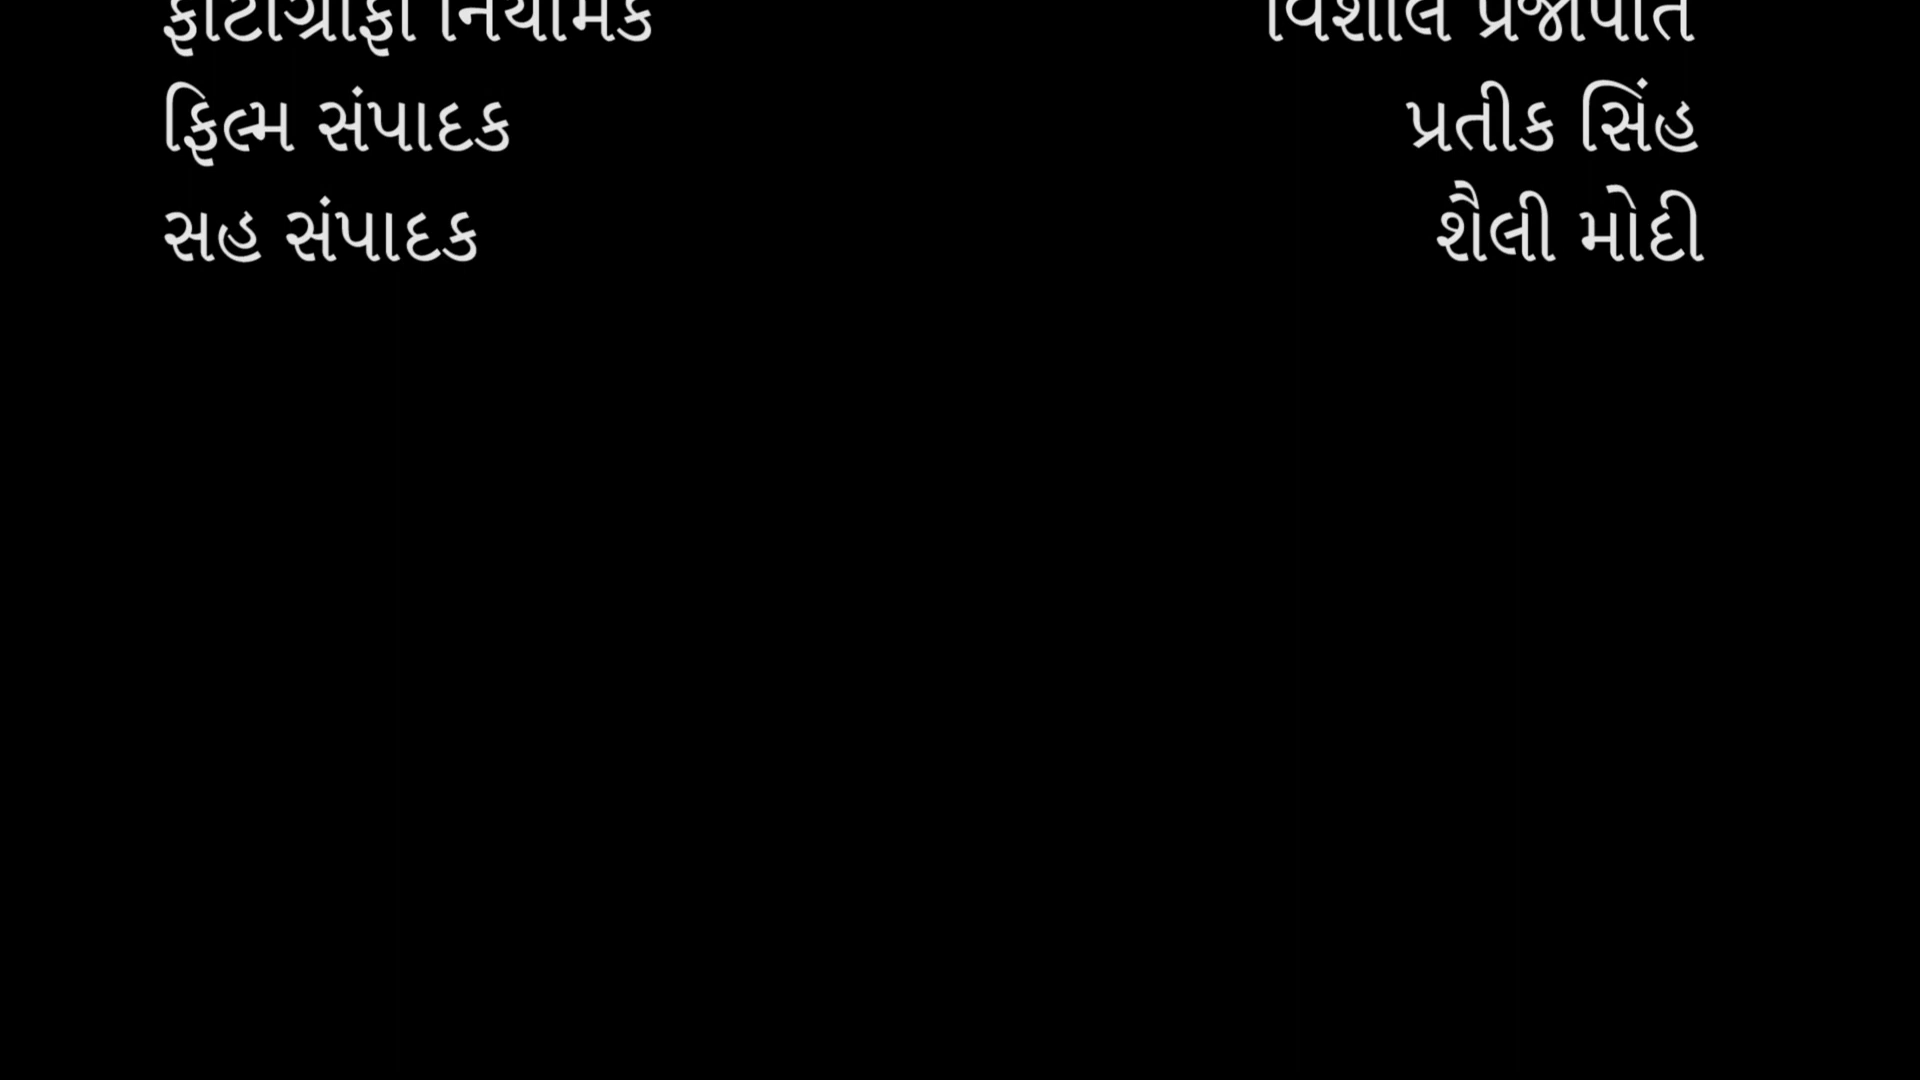 ફોટોગ્રાફી નિયામક વિશાલ પ્રજાપતિ
ફિલ્મ સંપાદક પ્રતીક સિંહ
સહ સંપાદક શૈલી મોદી